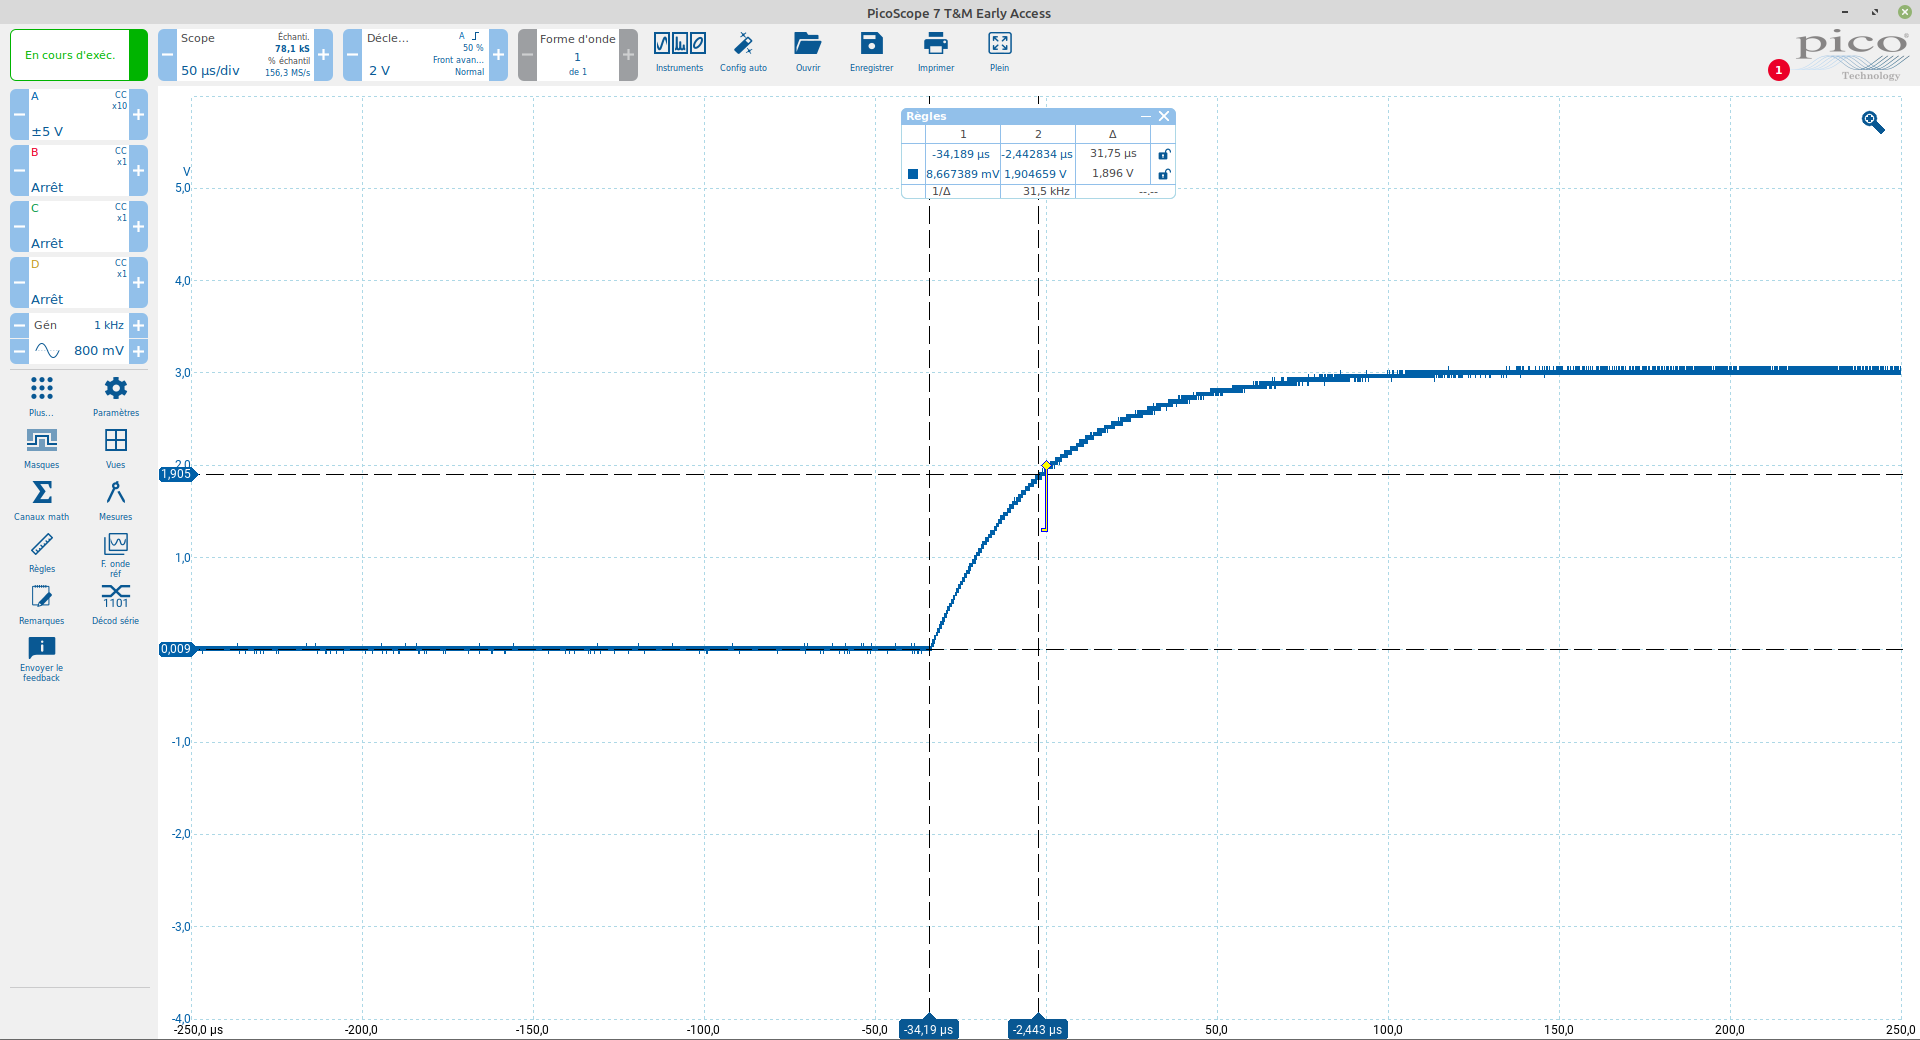 PicoScope 7 T&M Early Access
En cours d'exéc.
Scope
Échanti.
78,1 kS
% échantil
156,3 MS/s
50 µs/div
Décle...
A
50 %
Front avan...
Normal
2 V
Forme d'onde
1
de 1
Instruments
Config auto
Ouvrir
Enregistrer
Imprimer
Plein
1
pico
Technology
A
CC
x10
±5 V
B
CC
x1
Arrêt
C
CC
x1
Arrêt
D
CC
x1
Arrêt
Gén
1 kHz
800 mV
Plus...
Paramètres
Masques
Vues
Canaux math
Mesures
Règles
F. onde
réf
Remarques
1101
Décod série
Envoyer le
feedback
Règles
1 2 Δ
-34,189 µs -2,442834 µs 31,75 µs
8,667389 mV 1,904659 V 1,896 V
1/Δ 31,5 kHz --.--
V
5,0
4,0
3,0
2,0
1,905
1,0
0,009
-1,0
-2,0
-3,0
-4,0
-250,0 µs -200,0 -150,0 -100,0 -50,0 -34,19 µs -2,443 µs 50,0 100,0 150,0 200,0 250,0